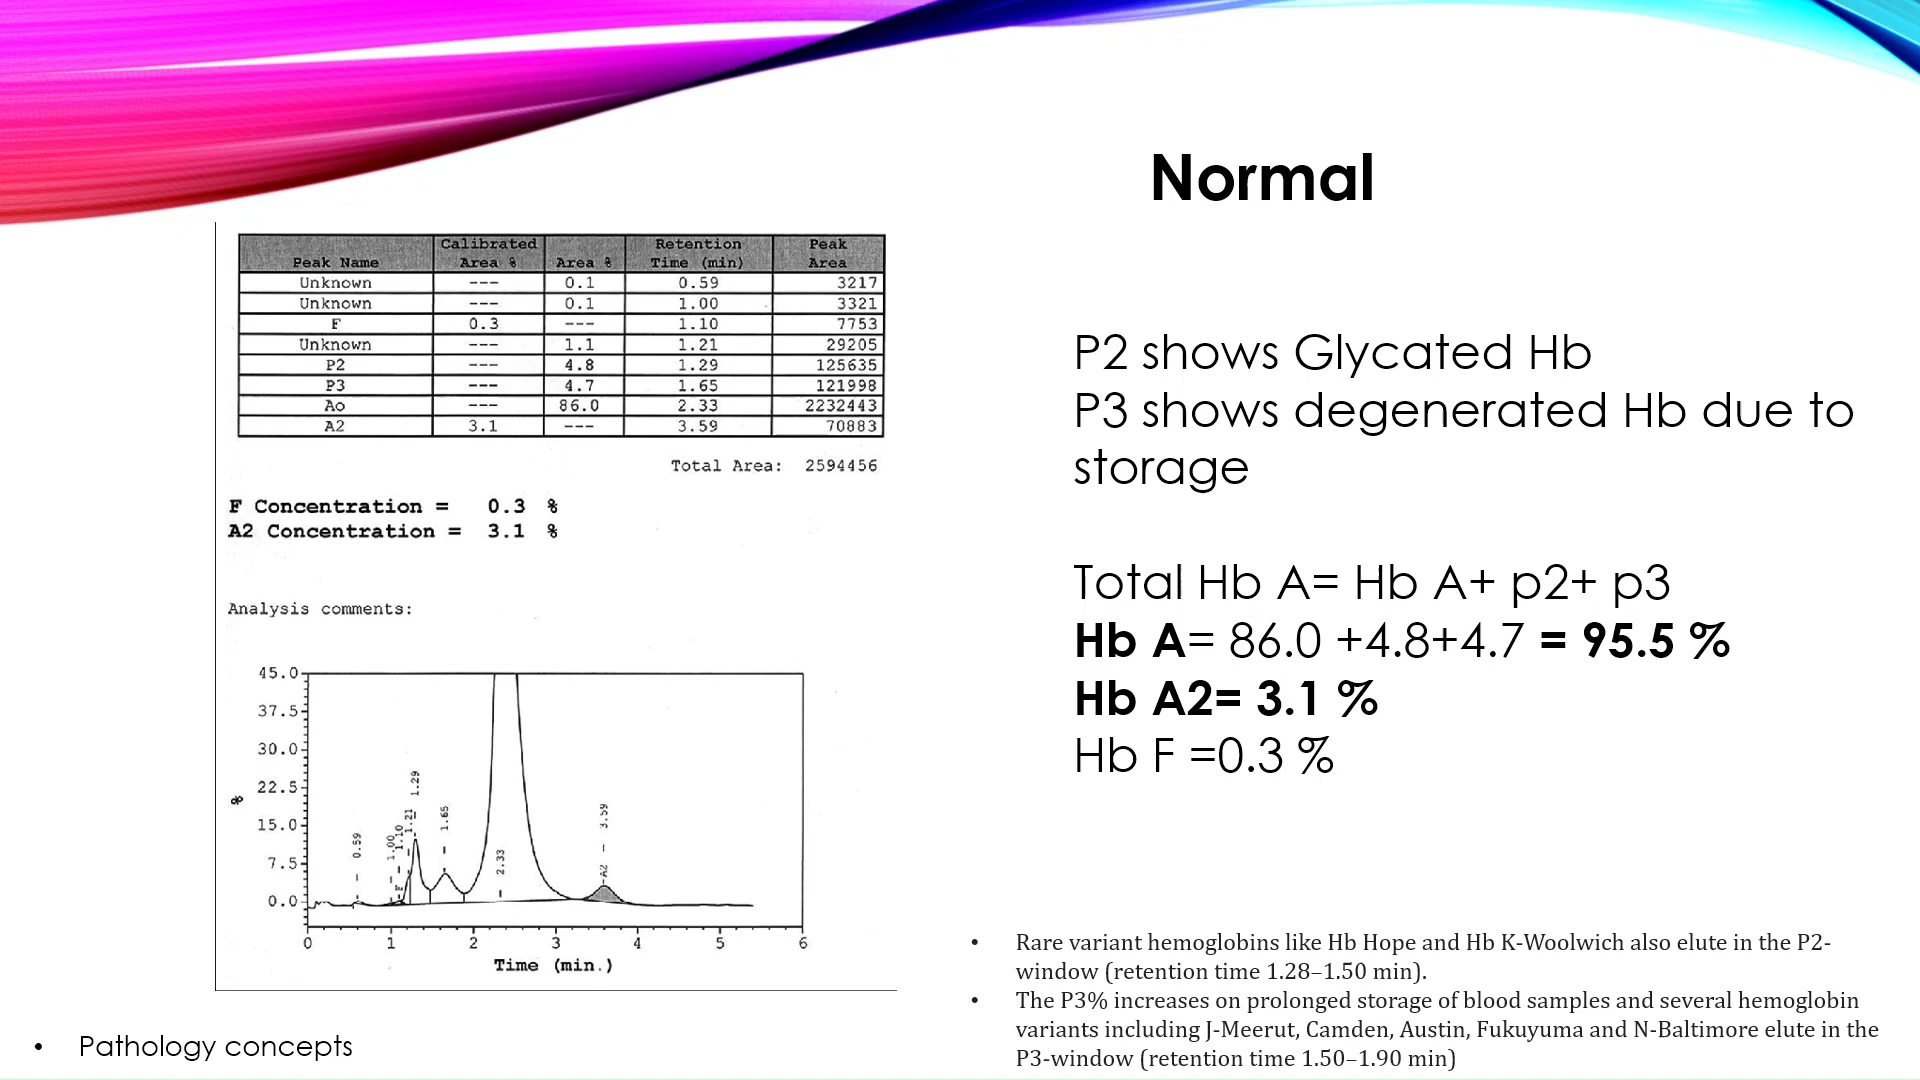 Normal
Peak Name Calibrated Area % Area % Retention Time (min) Peak Area
Unknown --- 0.1 0.59 3217
Unknown --- 0.1 1.00 3321
F 0.3 --- 1.10 7753
Unknown --- 1.1 1.21 29205
P2 --- 4.8 1.29 125635
P3 --- 4.7 1.65 121998
Ao --- 86.0 2.33 2232443
A2 3.1 --- 3.59 70883
Total Area: 2594456
F Concentration = 0.3 %
A2 Concentration = 3.1 %
Analysis comments:
45.0
37.5
30.0
22.5
15.0
7.5
0.0
%
0.59
1.00
1.10
F
1.21
1.29
1.65
2.33
3.59
A2
0 1 2 3 4 5 6
Time (min.)
P2 shows Glycated Hb
P3 shows degenerated Hb due to
storage
Total Hb A= Hb A+ p2+ p3
Hb A= 86.0 +4.8+4.7 = 95.5 %
Hb A2= 3.1 %
Hb F =0.3 %
• Rare variant hemoglobins like Hb Hope and Hb K-Woolwich also elute in the P2-
window (retention time 1.28–1.50 min).
• The P3% increases on prolonged storage of blood samples and several hemoglobin
variants including J-Meerut, Camden, Austin, Fukuyuma and N-Baltimore elute in the
P3-window (retention time 1.50–1.90 min)
• Pathology concepts